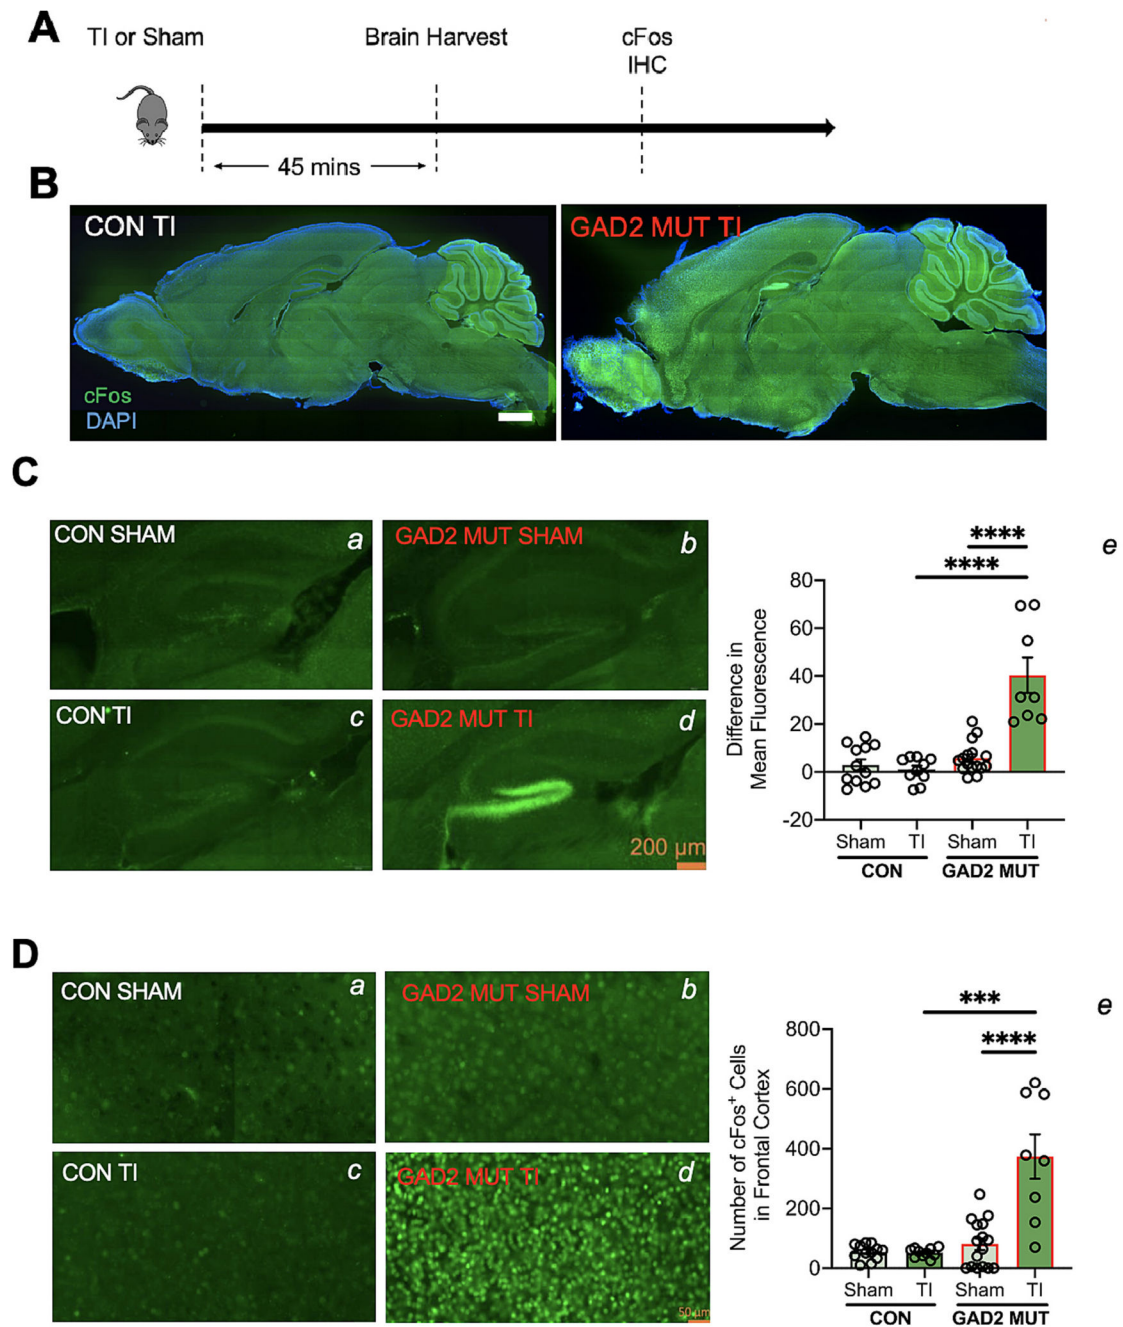 A
TI or Sham
Brain Harvest
cFos
IHC
45 mins
B
CON TI
cFos
DAPI
GAD2 MUT TI
C
CON SHAM
a
GAD2 MUT SHAM
b
CON TI
c
GAD2 MUT TI
d
200 µm
e
****
****
Difference in
Mean Fluorescence
80
60
40
20
0
-20
Sham
TI
Sham
TI
CON
GAD2 MUT
D
CON SHAM
a
GAD2 MUT SHAM
b
CON TI
c
GAD2 MUT TI
d
50 µm
e
***
****
Number of cFos⁺ Cells
in Frontal Cortex
800
600
400
200
0
Sham
TI
Sham
TI
CON
GAD2 MUT